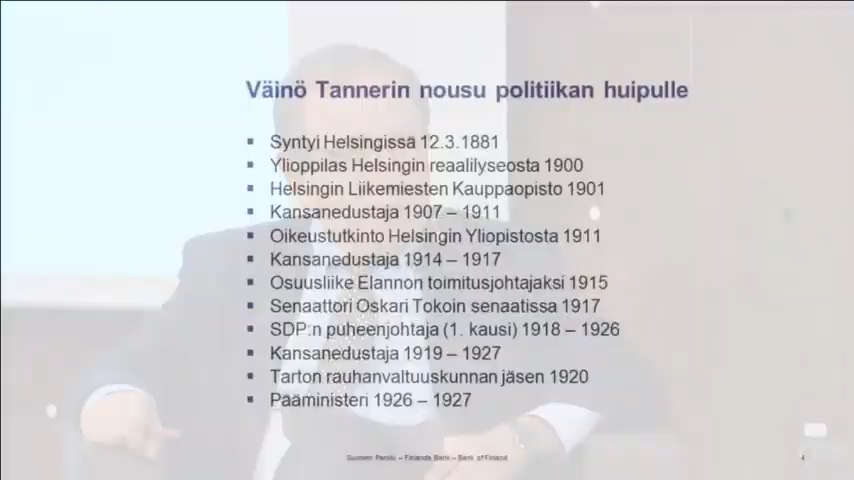 Väinö Tannerin nousu politiikan huipulle
▪ Syntyi Helsingissä 12.3.1881
▪ Ylioppilas Helsingin reaalilyseosta 1900
▪ Helsingin Liikemiesten Kauppaopisto 1901
▪ Kansanedustaja 1907 – 1911
▪ Oikeustutkinto Helsingin Yliopistosta 1911
▪ Kansanedustaja 1914 – 1917
▪ Osuusliike Elannon toimitusjohtajaksi 1915
▪ Senaattori Oskari Tokoin senaatissa 1917
▪ SDP:n puheenjohtaja (1. kausi) 1918 – 1926
▪ Kansanedustaja 1919 – 1927
▪ Tarton rauhanvaltuuskunnan jäsen 1920
▪ Pääministeri 1926 – 1927
Suomen Pankki – Finlands Bank – Bank of Finland 4